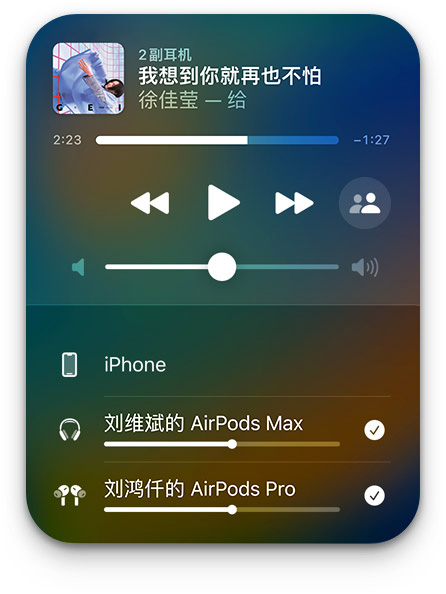 2副耳机
我想到你就再也不怕
徐佳莹 — 给
2:23
−1:27
iPhone
刘维斌的 AirPods Max
刘鸿仟的 AirPods Pro